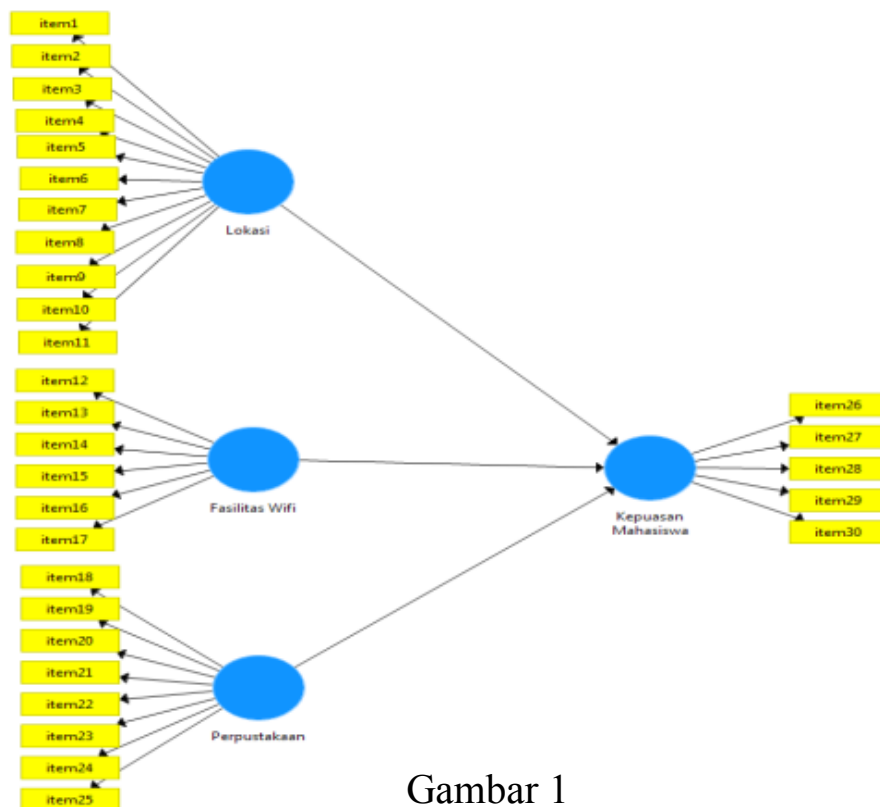 item1
item2
item3
item4
item5
item6
item7
item8
item9
item10
item11
Lokasi
item12
item13
item14
item15
item16
item17
Fasilitas Wifi
item18
item19
item20
item21
item22
item23
item24
item25
Perpustakaan
Kepuasan
Mahasiswa
item26
item27
item28
item29
item30
Gambar 1